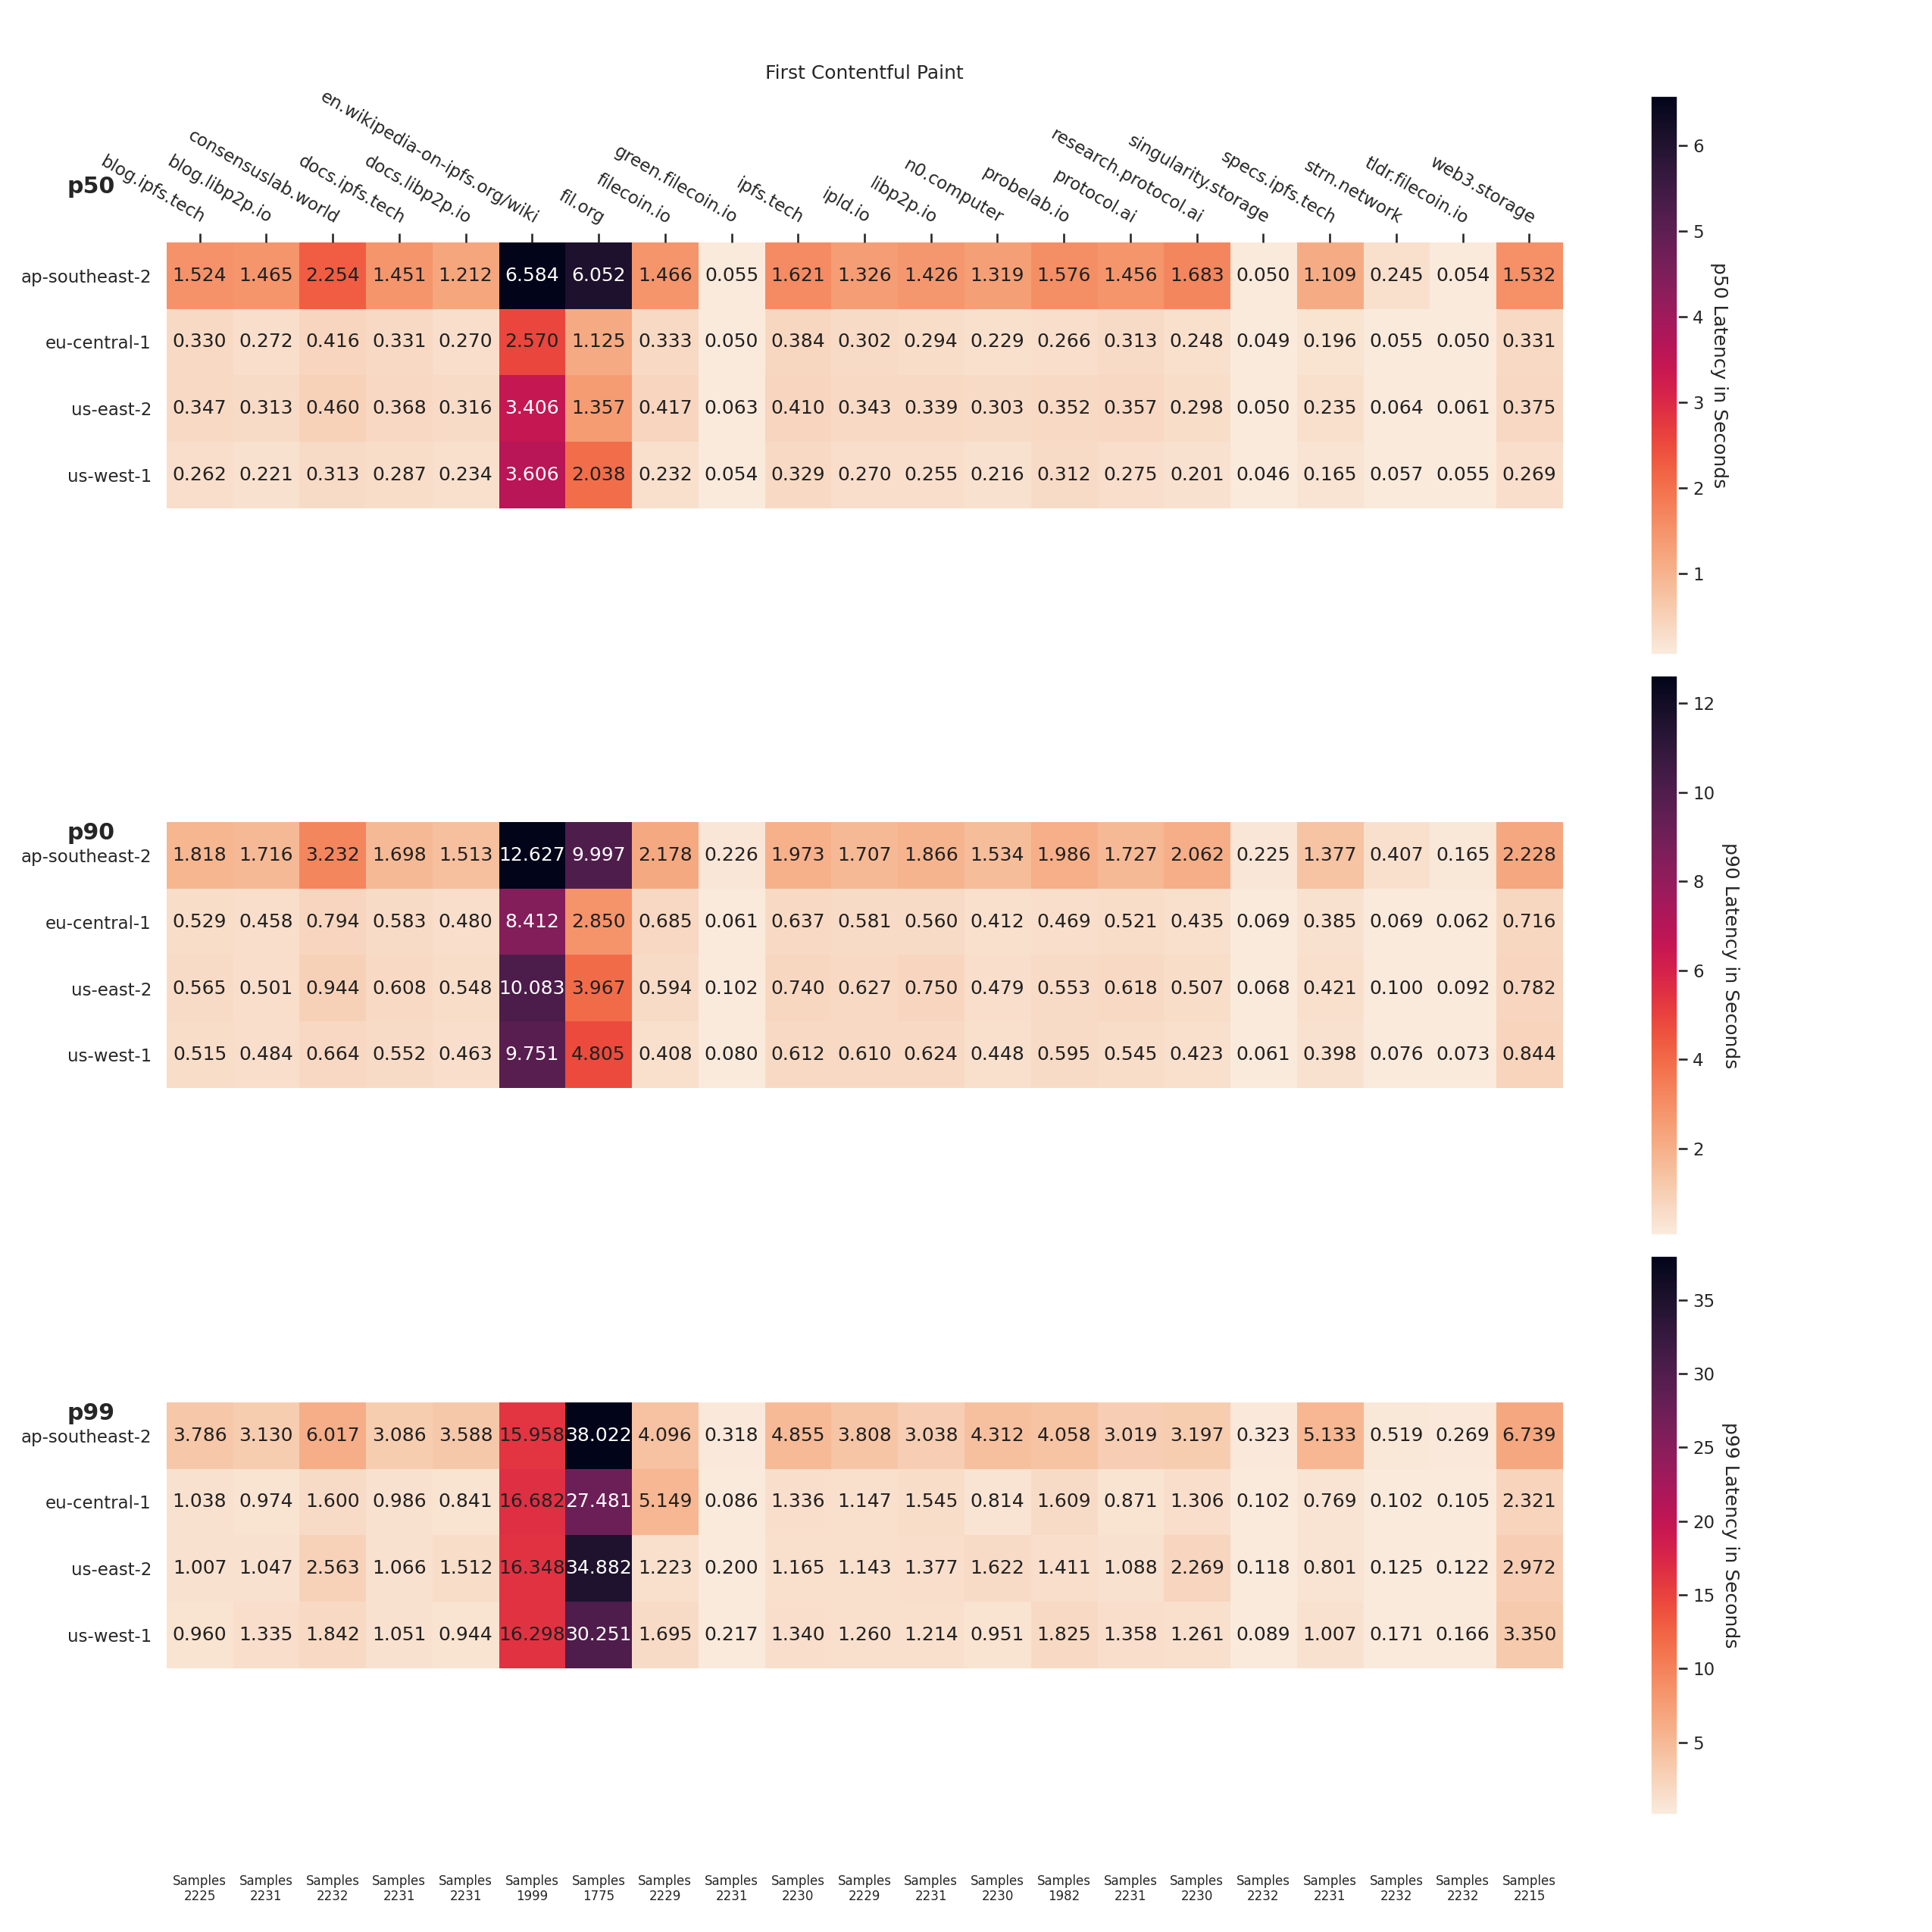 First Contentful Paint
p50
blog.ipfs.tech
blog.libp2p.io
consensuslab.world
docs.ipfs.tech
docs.libp2p.io
en.wikipedia-on-ipfs.org/wiki
fil.org
filecoin.io
green.filecoin.io
ipfs.tech
ipld.io
libp2p.io
n0.computer
probelab.io
protocol.ai
research.protocol.ai
singularity.storage
specs.ipfs.tech
strn.network
tldr.filecoin.io
web3.storage
ap-southeast-2 1.524 1.465 2.254 1.451 1.212 6.584 6.052 1.466 0.055 1.621 1.326 1.426 1.319 1.576 1.456 1.683 0.050 1.109 0.245 0.054 1.532
eu-central-1 0.330 0.272 0.416 0.331 0.270 2.570 1.125 0.333 0.050 0.384 0.302 0.294 0.229 0.266 0.313 0.248 0.049 0.196 0.055 0.050 0.331
us-east-2 0.347 0.313 0.460 0.368 0.316 3.406 1.357 0.417 0.063 0.410 0.343 0.339 0.303 0.352 0.357 0.298 0.050 0.235 0.064 0.061 0.375
us-west-1 0.262 0.221 0.313 0.287 0.234 3.606 2.038 0.232 0.054 0.329 0.270 0.255 0.216 0.312 0.275 0.201 0.046 0.165 0.057 0.055 0.269
6
5
4
3
2
1
p50 Latency in Seconds
p90
ap-southeast-2 1.818 1.716 3.232 1.698 1.513 12.627 9.997 2.178 0.226 1.973 1.707 1.866 1.534 1.986 1.727 2.062 0.225 1.377 0.407 0.165 2.228
eu-central-1 0.529 0.458 0.794 0.583 0.480 8.412 2.850 0.685 0.061 0.637 0.581 0.560 0.412 0.469 0.521 0.435 0.069 0.385 0.069 0.062 0.716
us-east-2 0.565 0.501 0.944 0.608 0.548 10.083 3.967 0.594 0.102 0.740 0.627 0.750 0.479 0.553 0.618 0.507 0.068 0.421 0.100 0.092 0.782
us-west-1 0.515 0.484 0.664 0.552 0.463 9.751 4.805 0.408 0.080 0.612 0.610 0.624 0.448 0.595 0.545 0.423 0.061 0.398 0.076 0.073 0.844
12
10
8
6
4
2
p90 Latency in Seconds
p99
ap-southeast-2 3.786 3.130 6.017 3.086 3.588 15.958 38.022 4.096 0.318 4.855 3.808 3.038 4.312 4.058 3.019 3.197 0.323 5.133 0.519 0.269 6.739
eu-central-1 1.038 0.974 1.600 0.986 0.841 16.682 27.481 5.149 0.086 1.336 1.147 1.545 0.814 1.609 0.871 1.306 0.102 0.769 0.102 0.105 2.321
us-east-2 1.007 1.047 2.563 1.066 1.512 16.348 34.882 1.223 0.200 1.165 1.143 1.377 1.622 1.411 1.088 2.269 0.118 0.801 0.125 0.122 2.972
us-west-1 0.960 1.335 1.842 1.051 0.944 16.298 30.251 1.695 0.217 1.340 1.260 1.214 0.951 1.825 1.358 1.261 0.089 1.007 0.171 0.166 3.350
35
30
25
20
15
10
5
p99 Latency in Seconds
Samples Samples Samples Samples Samples Samples Samples Samples Samples Samples Samples Samples Samples Samples Samples Samples Samples Samples Samples Samples Samples
2225 2231 2232 2231 2231 1999 1775 2229 2231 2230 2229 2231 2230 1982 2231 2230 2232 2231 2232 2232 2215